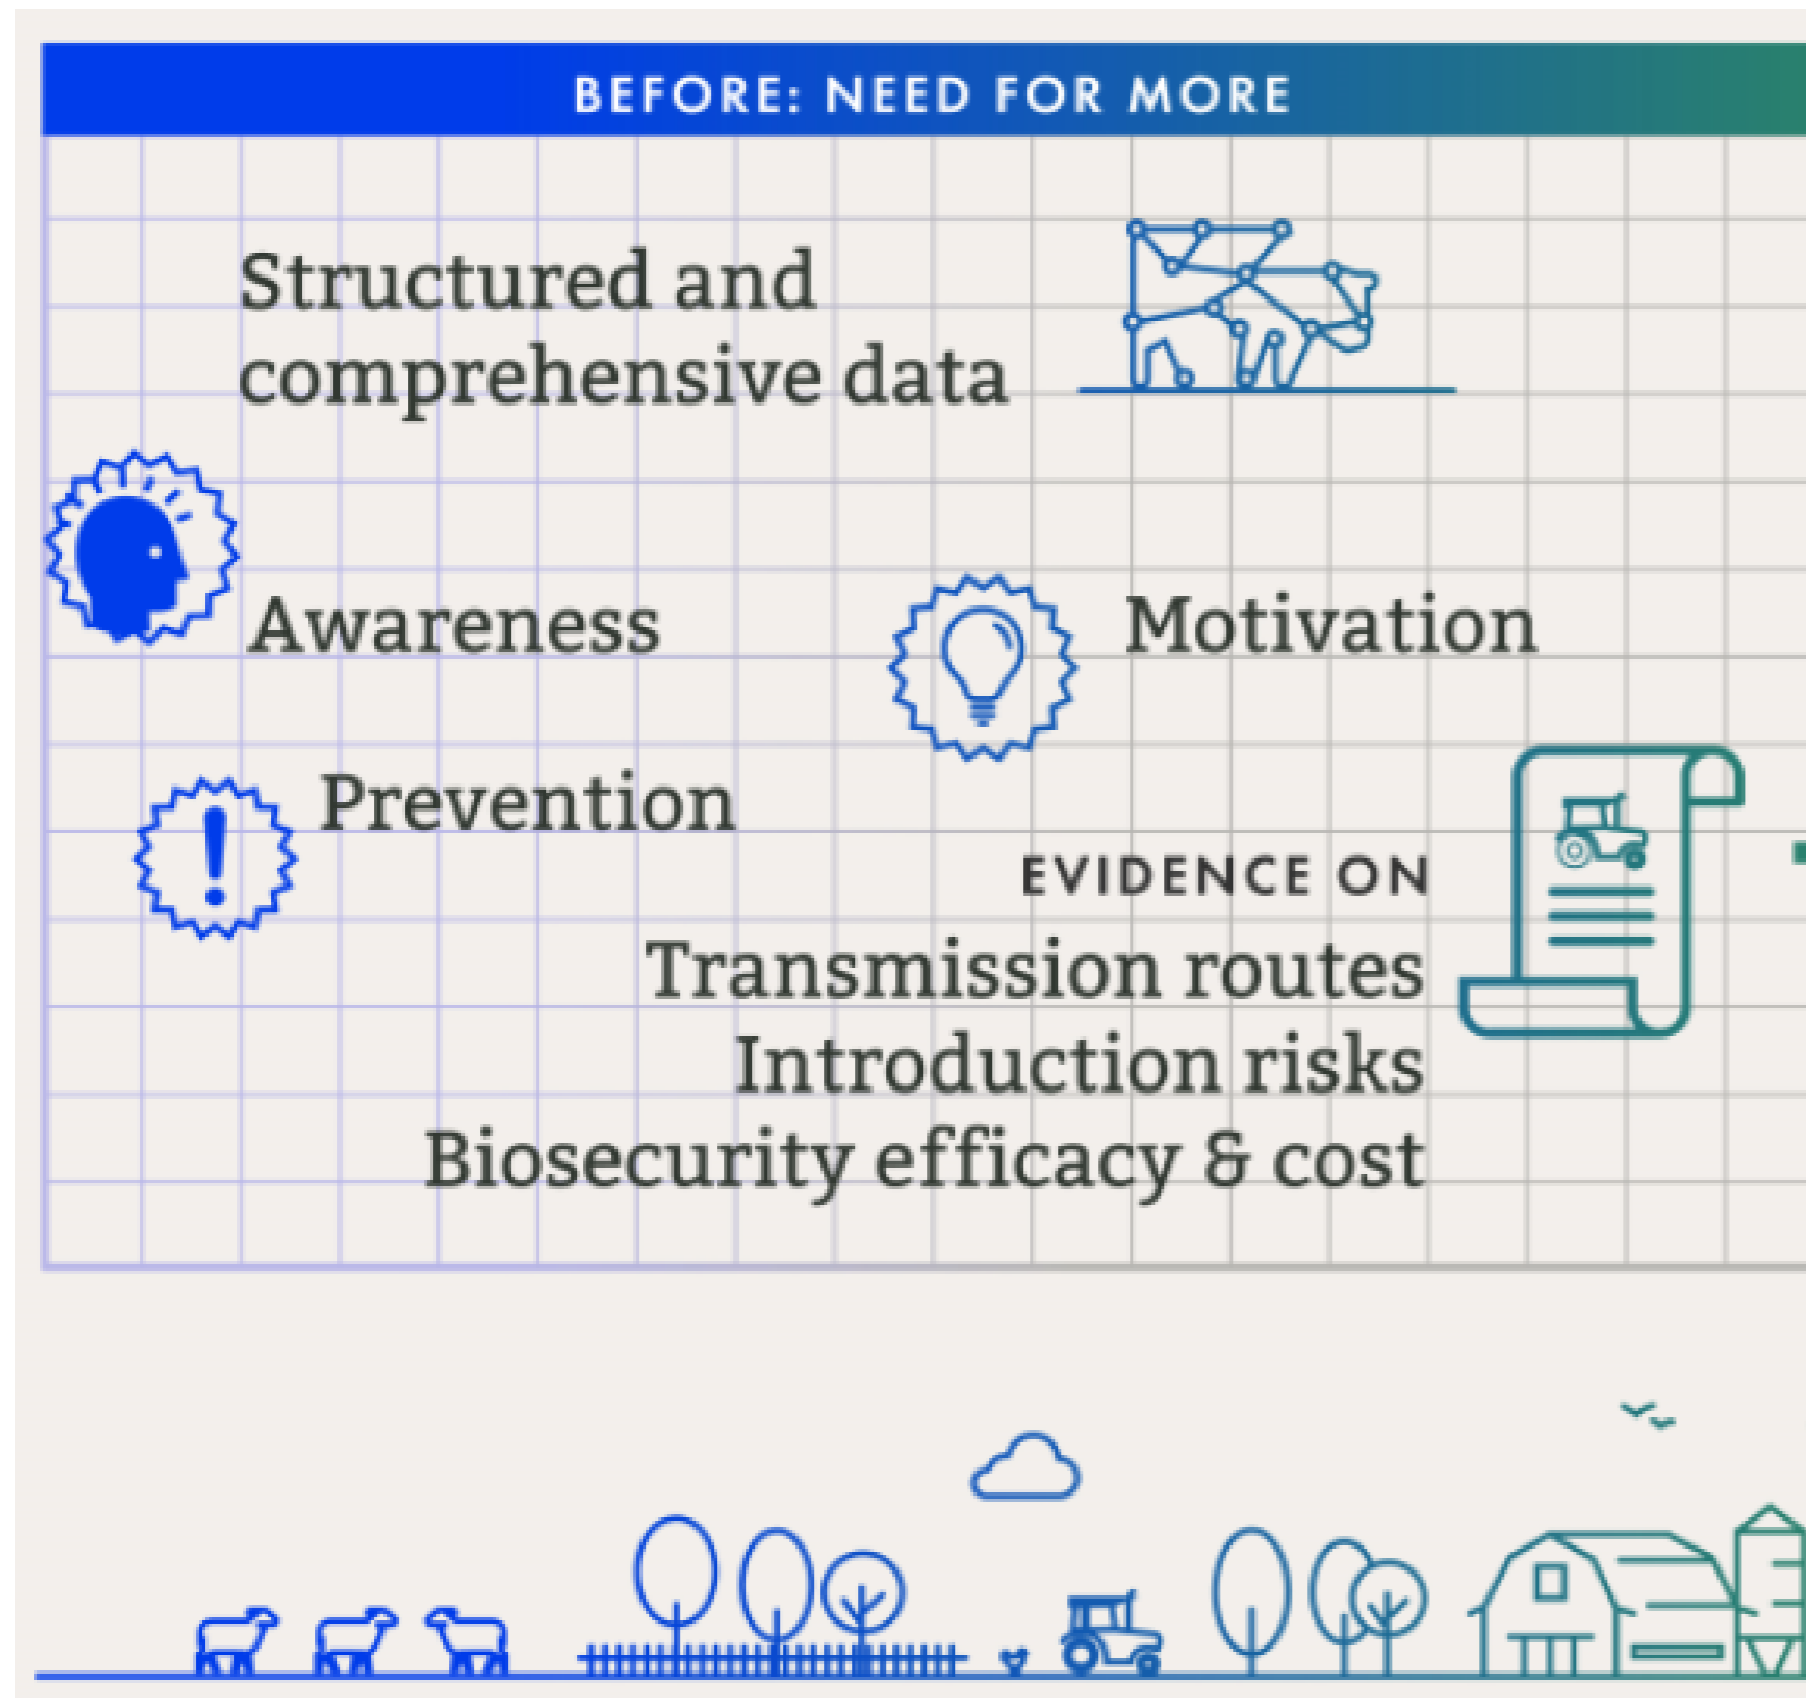 BEFORE: NEED FOR MORE
Structured and
comprehensive data
Awareness
Motivation
Prevention
EVIDENCE ON
Transmission routes
Introduction risks
Biosecurity efficacy & cost